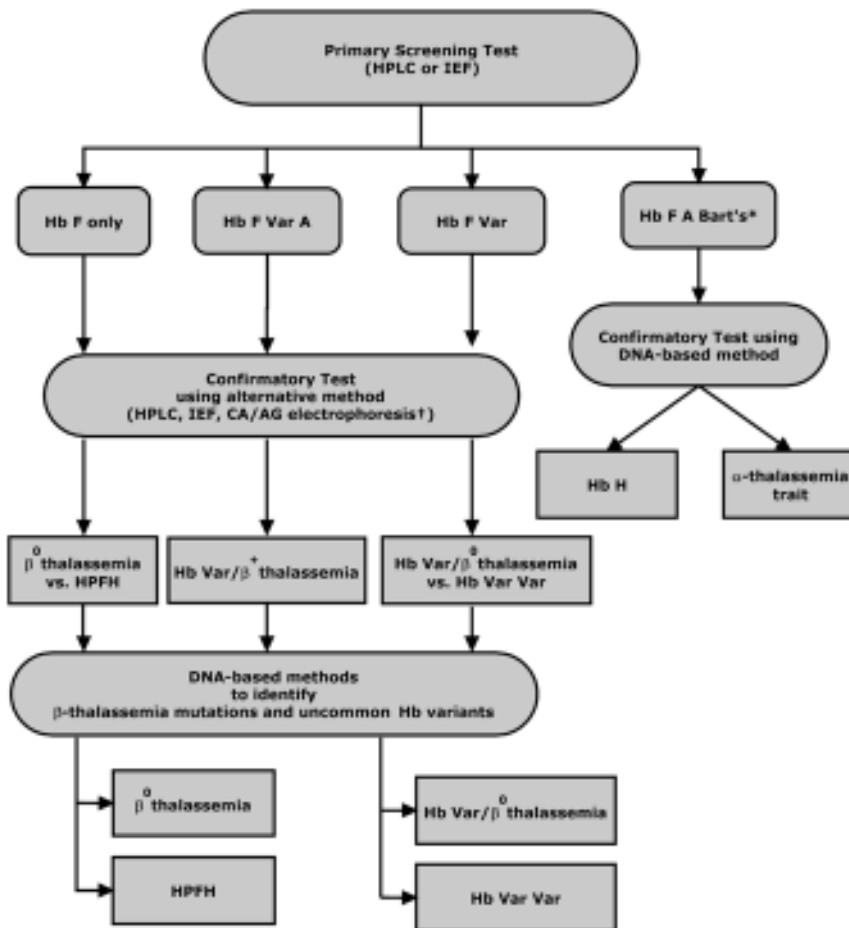 Primary Screening Test
(HPLC or IEF)
Hb F only
Hb F Var A
Hb F Var
Hb F A Bart's*
Confirmatory Test using
DNA-based method
Confirmatory Test
using alternative method
(HPLC, IEF, CA/AG electrophoresis†)
Hb H
α-thalassemia
trait
β⁰ thalassemia
vs. HPFH
Hb Var/β⁺ thalassemia
Hb Var/β⁰ thalassemia
vs. Hb Var Var
DNA-based methods
to identify
β-thalassemia mutations and uncommon Hb variants
β⁰ thalassemia
Hb Var/β⁰ thalassemia
HPFH
Hb Var Var